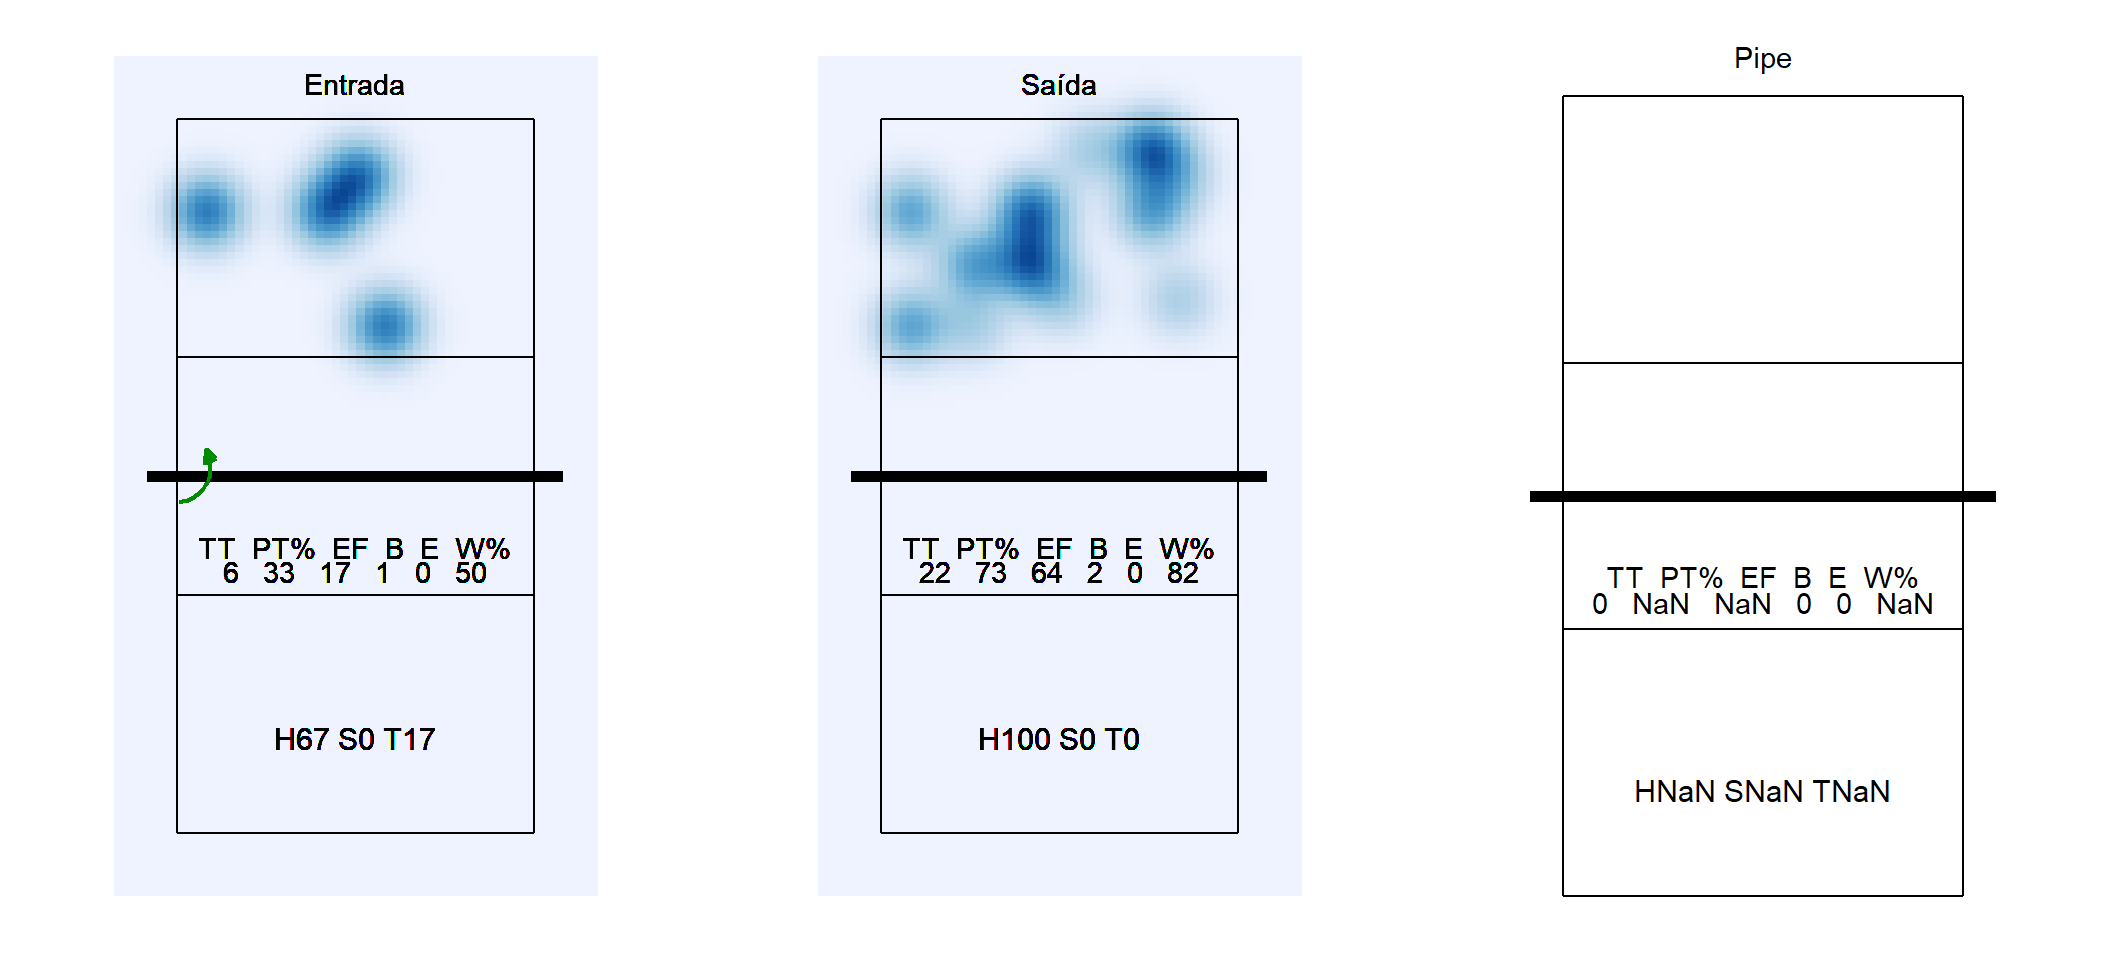 Entrada
TT PT% EF B E W%
6 33 17 1 0 50
H67 S0 T17
Saída
TT PT% EF B E W%
22 73 64 2 0 82
H100 S0 T0
Pipe
TT PT% EF B E W%
0 NaN NaN 0 0 NaN
HNaN SNaN TNaN